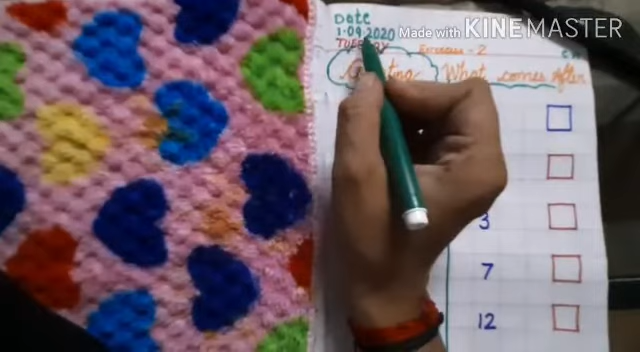 Date
Made with KINEMASTER
1.09.2020
Exercise - 2
What comes After
3
7
12